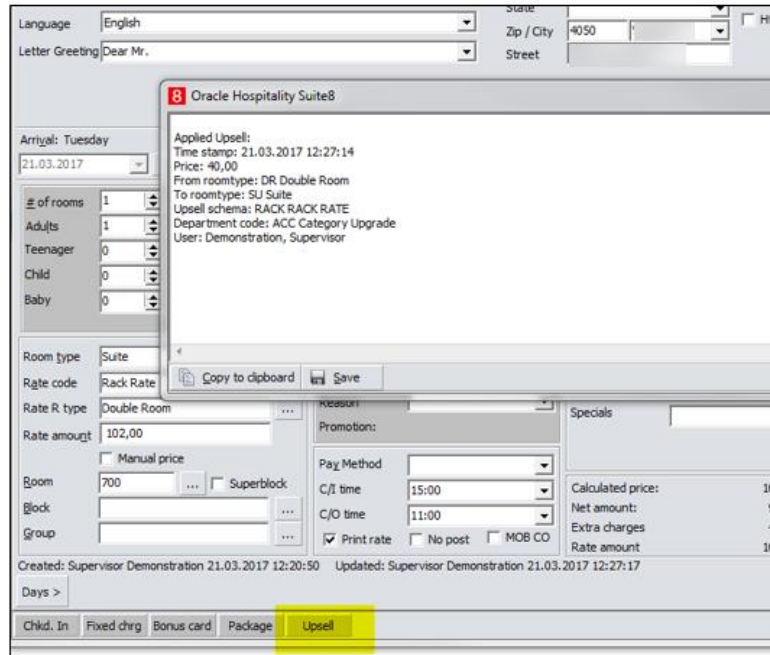 State
Language English
Zip / City 4050
Letter Greeting Dear Mr.
Street
8 Oracle Hospitality Suite8
Applied Upsell:
Time stamp: 21.03.2017 12:27:14
Price: 40,00
From roomtype: DR Double Room
To roomtype: SU Suite
Upsell schema: RACK RACK RATE
Department code: ACC Category Upgrade
User: Demonstration, Supervisor
Copy to clipboard Save
Arrival: Tuesday
21.03.2017
# of rooms 1
Adults 1
Teenager 0
Child 0
Baby 0
Room type Suite
Rate code Rack Rate
Rate R type Double Room ...
Rate amount 102,00
Manual price
Room 700 ... Superblock
Block ...
Group ...
Reason
Promotion:
Pay Method
C/I time 15:00
C/O time 11:00
Print rate No post MOB CO
Specials
Calculated price:
Net amount:
Extra charges
Rate amount
Created: Supervisor Demonstration 21.03.2017 12:20:50 Updated: Supervisor Demonstration 21.03.2017 12:27:17
Days >
Chkd. In Fixed chrg Bonus card Package Upsell